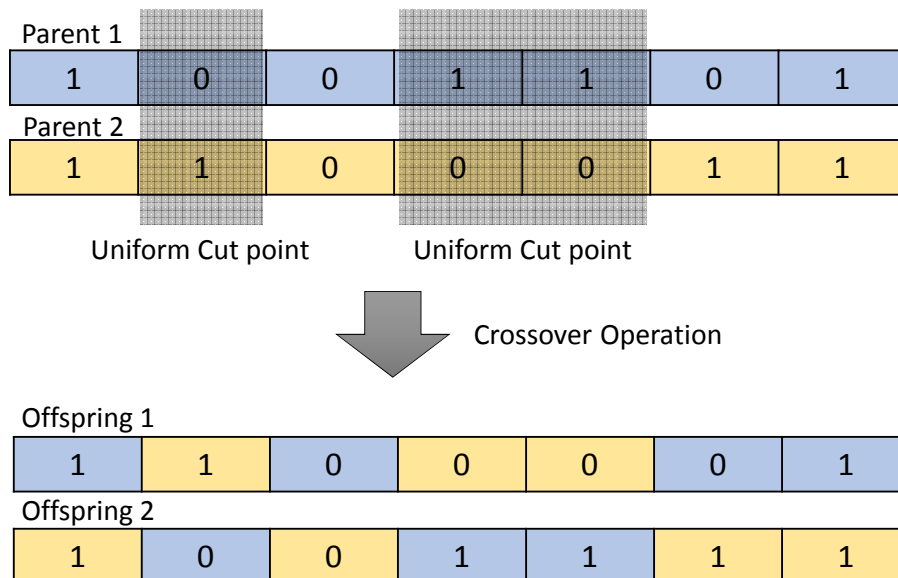 Parent 1
1 0 0 1 1 0 1
Parent 2
1 1 0 0 0 1 1
Uniform Cut point Uniform Cut point
Crossover Operation
Offspring 1
1 1 0 0 0 0 1
Offspring 2
1 0 0 1 1 1 1